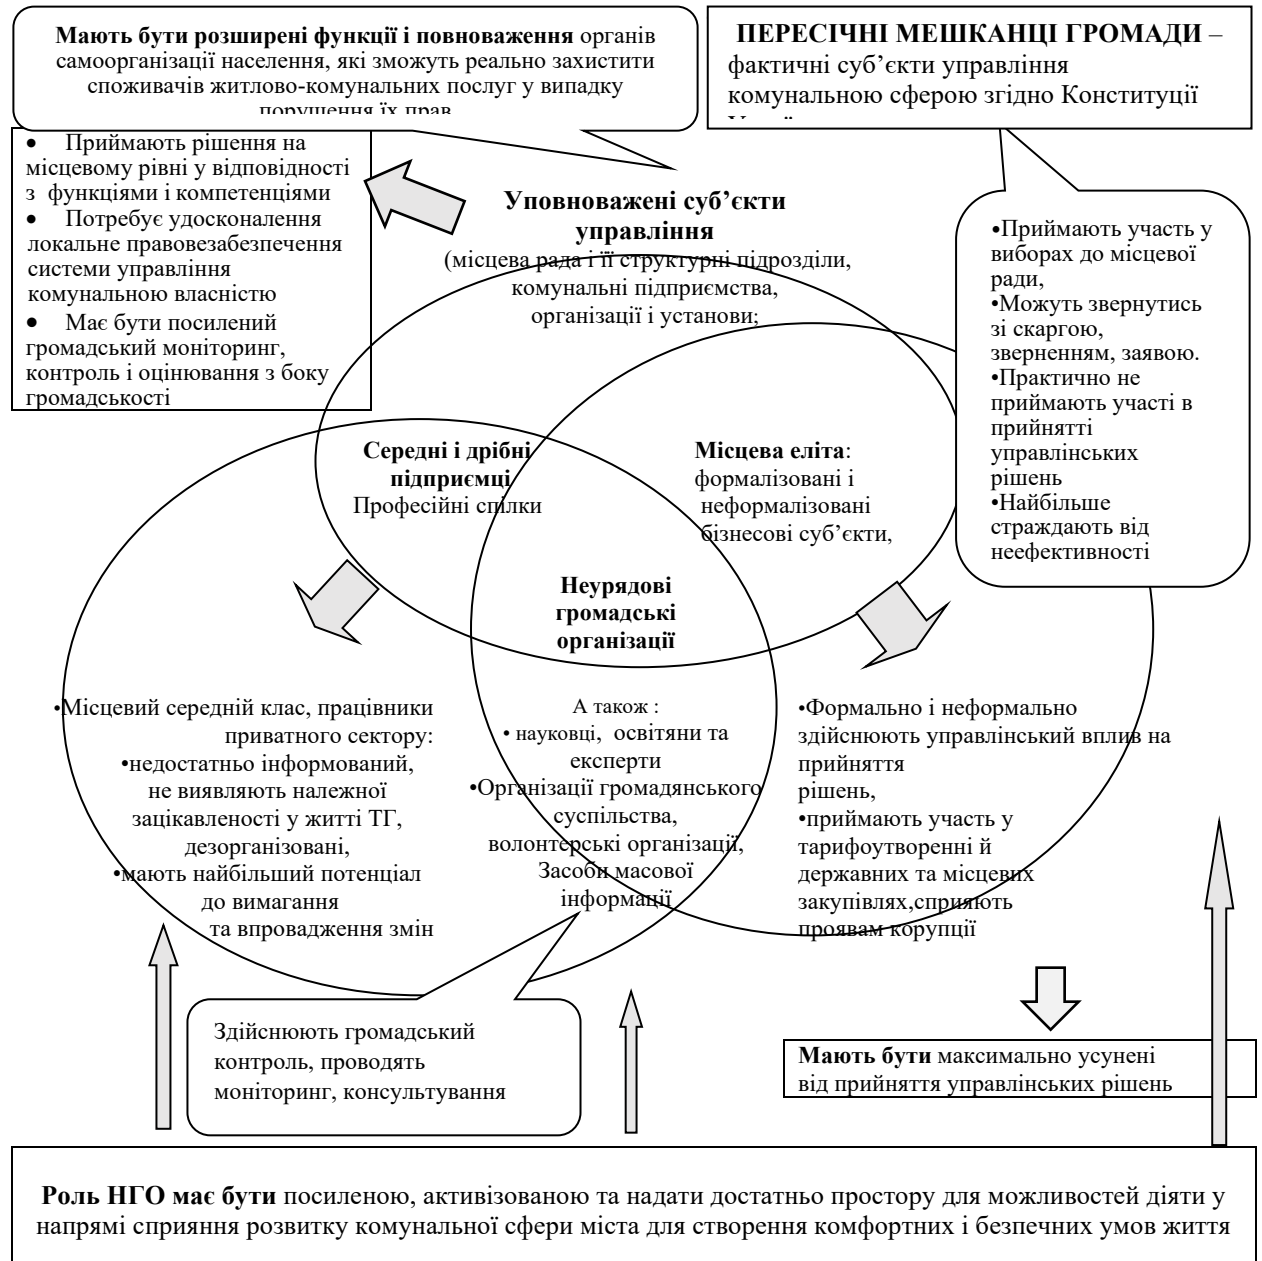 Мають бути розширені функції і повноваження органів
самоорганізації населення, які зможуть реально захистити
споживачів житлово-комунальних послуг у випадку
порушення їх прав
ПЕРЕСІЧНІ МЕШКАНЦІ ГРОМАДИ –
фактичні суб’єкти управління
комунальною сферою згідно Конституції
• Приймають рішення на
місцевому рівні у відповідності
з функціями і компетенціями
• Потребує удосконалення
локальне правовезабезпечення
системи управління
комунальною власністю
• Має бути посилений
громадський моніторинг,
контроль і оцінювання з боку
громадськості
Уповноважені суб’єкти
управління
(місцева рада і її структурні підрозділи,
комунальні підприємства,
організації і установи;
•Приймають участь у
виборах до місцевої
ради,
•Можуть звернутись
зі скаргою,
зверненням, заявою.
•Практично не
приймають участі в
прийнятті
управлінських
рішень
•Найбільше
страждають від
неефективності
Середні і дрібні
підприємці
Професійні спілки
Місцева еліта:
формалізовані і
неформалізовані
бізнесові суб’єкти,
Неурядові
громадські
організації
•Місцевий середній клас, працівники
приватного сектору:
•недостатньо інформований,
не виявляють належної
зацікавленості у житті ТГ,
дезорганізовані,
•мають найбільший потенціал
до вимагання
та впровадження змін
А також :
• науковці, освітяни та
експерти
•Організації громадянського
суспільства,
волонтерські організації,
Засоби масової
інформації
•Формально і неформально
здійснюють управлінський вплив на
прийняття
рішень,
•приймають участь у
тарифоутворенні й
державних та місцевих
закупівлях,сприяють
проявам корупції
Здійснюють громадський
контроль, проводять
моніторинг, консультування
Мають бути максимально усунені
від прийняття управлінських рішень
Роль НГО має бути посиленою, активізованою та надати достатньо простору для можливостей діяти у
напрямі сприяння розвитку комунальної сфери міста для створення комфортних і безпечних умов життя